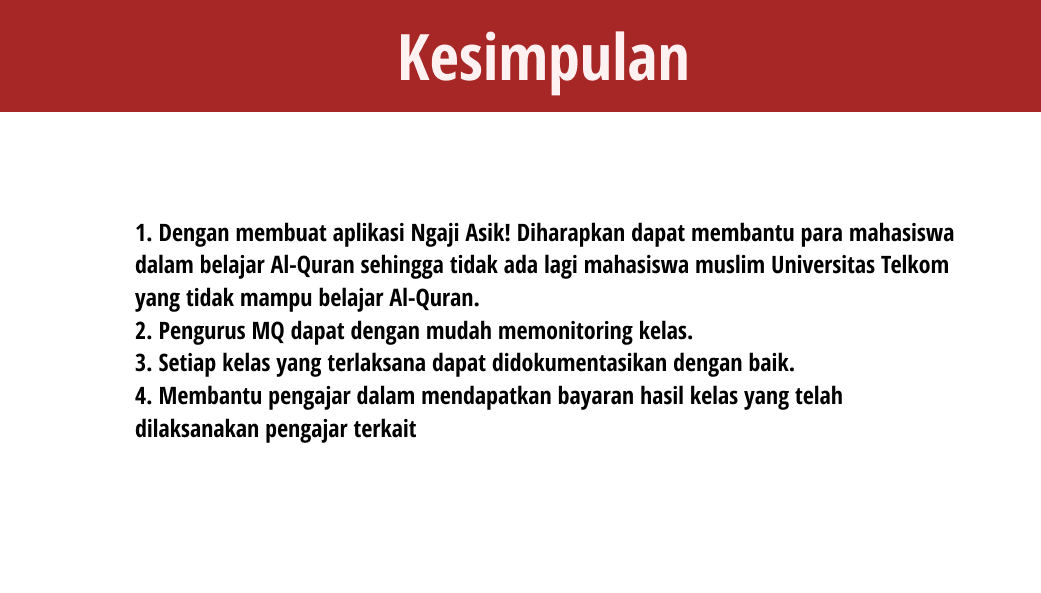 Kesimpulan
1. Dengan membuat aplikasi Ngaji Asik! Diharapkan dapat membantu para mahasiswa
dalam belajar Al-Quran sehingga tidak ada lagi mahasiswa muslim Universitas Telkom
yang tidak mampu belajar Al-Quran.
2. Pengurus MQ dapat dengan mudah memonitoring kelas.
3. Setiap kelas yang terlaksana dapat didokumentasikan dengan baik.
4. Membantu pengajar dalam mendapatkan bayaran hasil kelas yang telah
dilaksanakan pengajar terkait